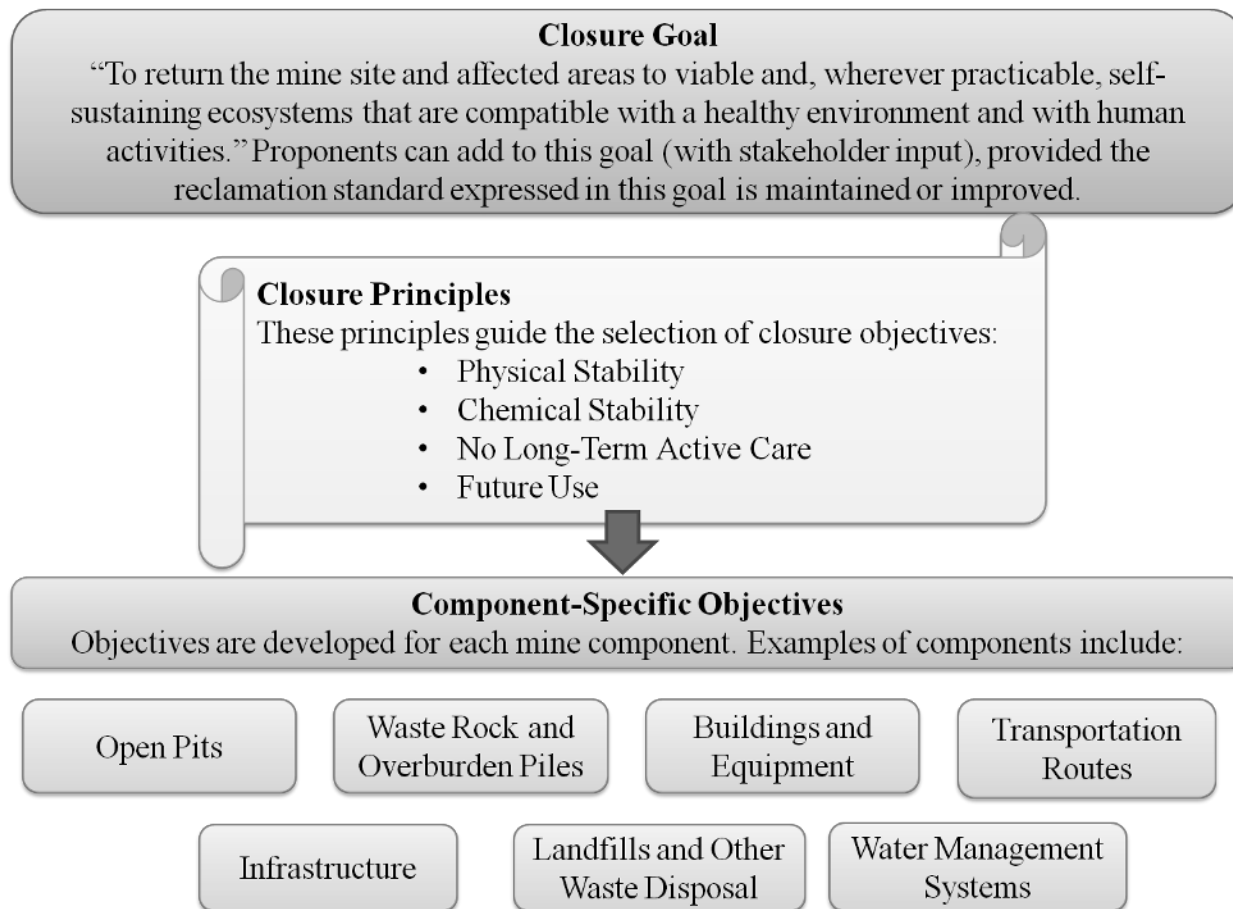 Closure Goal
“To return the mine site and affected areas to viable and, wherever practicable, self-
sustaining ecosystems that are compatible with a healthy environment and with human
activities.” Proponents can add to this goal (with stakeholder input), provided the
reclamation standard expressed in this goal is maintained or improved.
Closure Principles
These principles guide the selection of closure objectives:
• Physical Stability
• Chemical Stability
• No Long-Term Active Care
• Future Use
Component-Specific Objectives
Objectives are developed for each mine component. Examples of components include:
Open Pits
Waste Rock and
Overburden Piles
Buildings and
Equipment
Transportation
Routes
Infrastructure
Landfills and Other
Waste Disposal
Water Management
Systems